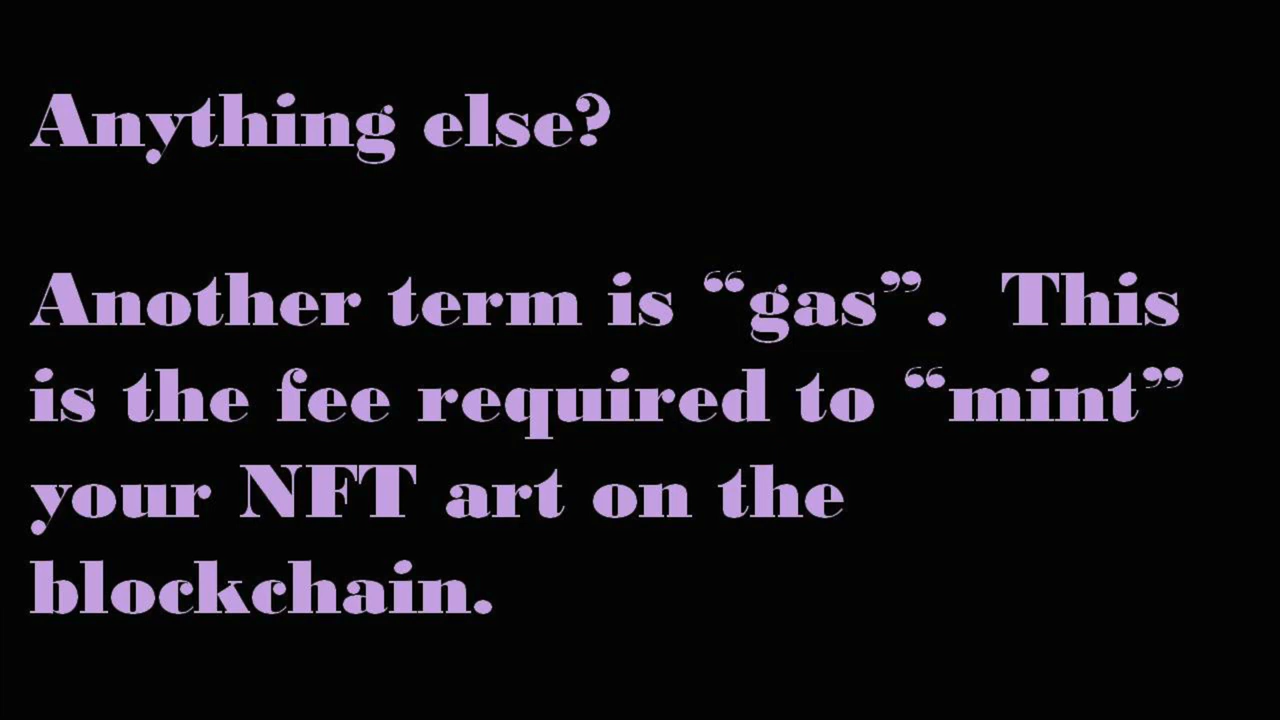 Anything else?
Another term is “gas”.  This
is the fee required to “mint”
your NFT art on the
blockchain.